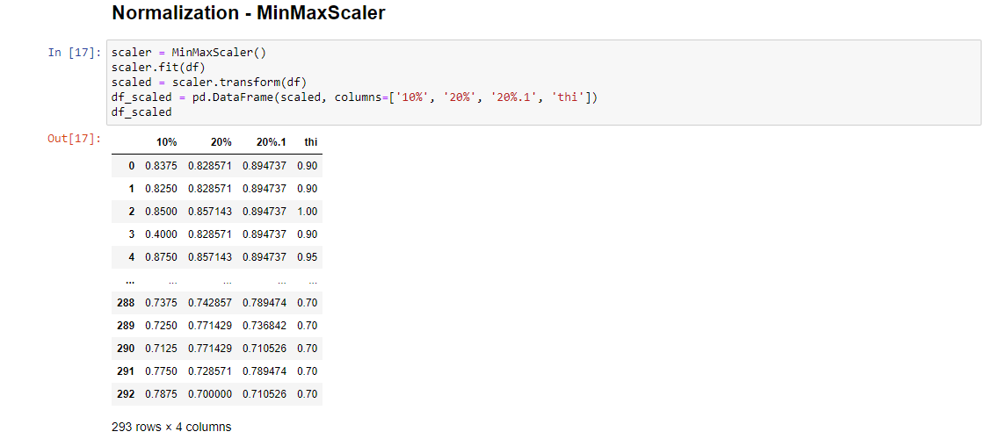 Normalization - MinMaxScaler
In [17]: scaler = MinMaxScaler()
scaler.fit(df)
scaled = scaler.transform(df)
df_scaled = pd.DataFrame(scaled, columns=['10%', '20%', '20%.1', 'thi'])
df_scaled
Out[17]:
10% 20% 20%.1 thi
0 0.8375 0.828571 0.894737 0.90
1 0.8250 0.828571 0.894737 0.90
2 0.8500 0.857143 0.894737 1.00
3 0.4000 0.828571 0.894737 0.90
4 0.8750 0.857143 0.894737 0.95
... ... ... ... ...
288 0.7375 0.742857 0.789474 0.70
289 0.7250 0.771429 0.736842 0.70
290 0.7125 0.771429 0.710526 0.70
291 0.7750 0.728571 0.789474 0.70
292 0.7875 0.700000 0.710526 0.70
293 rows × 4 columns